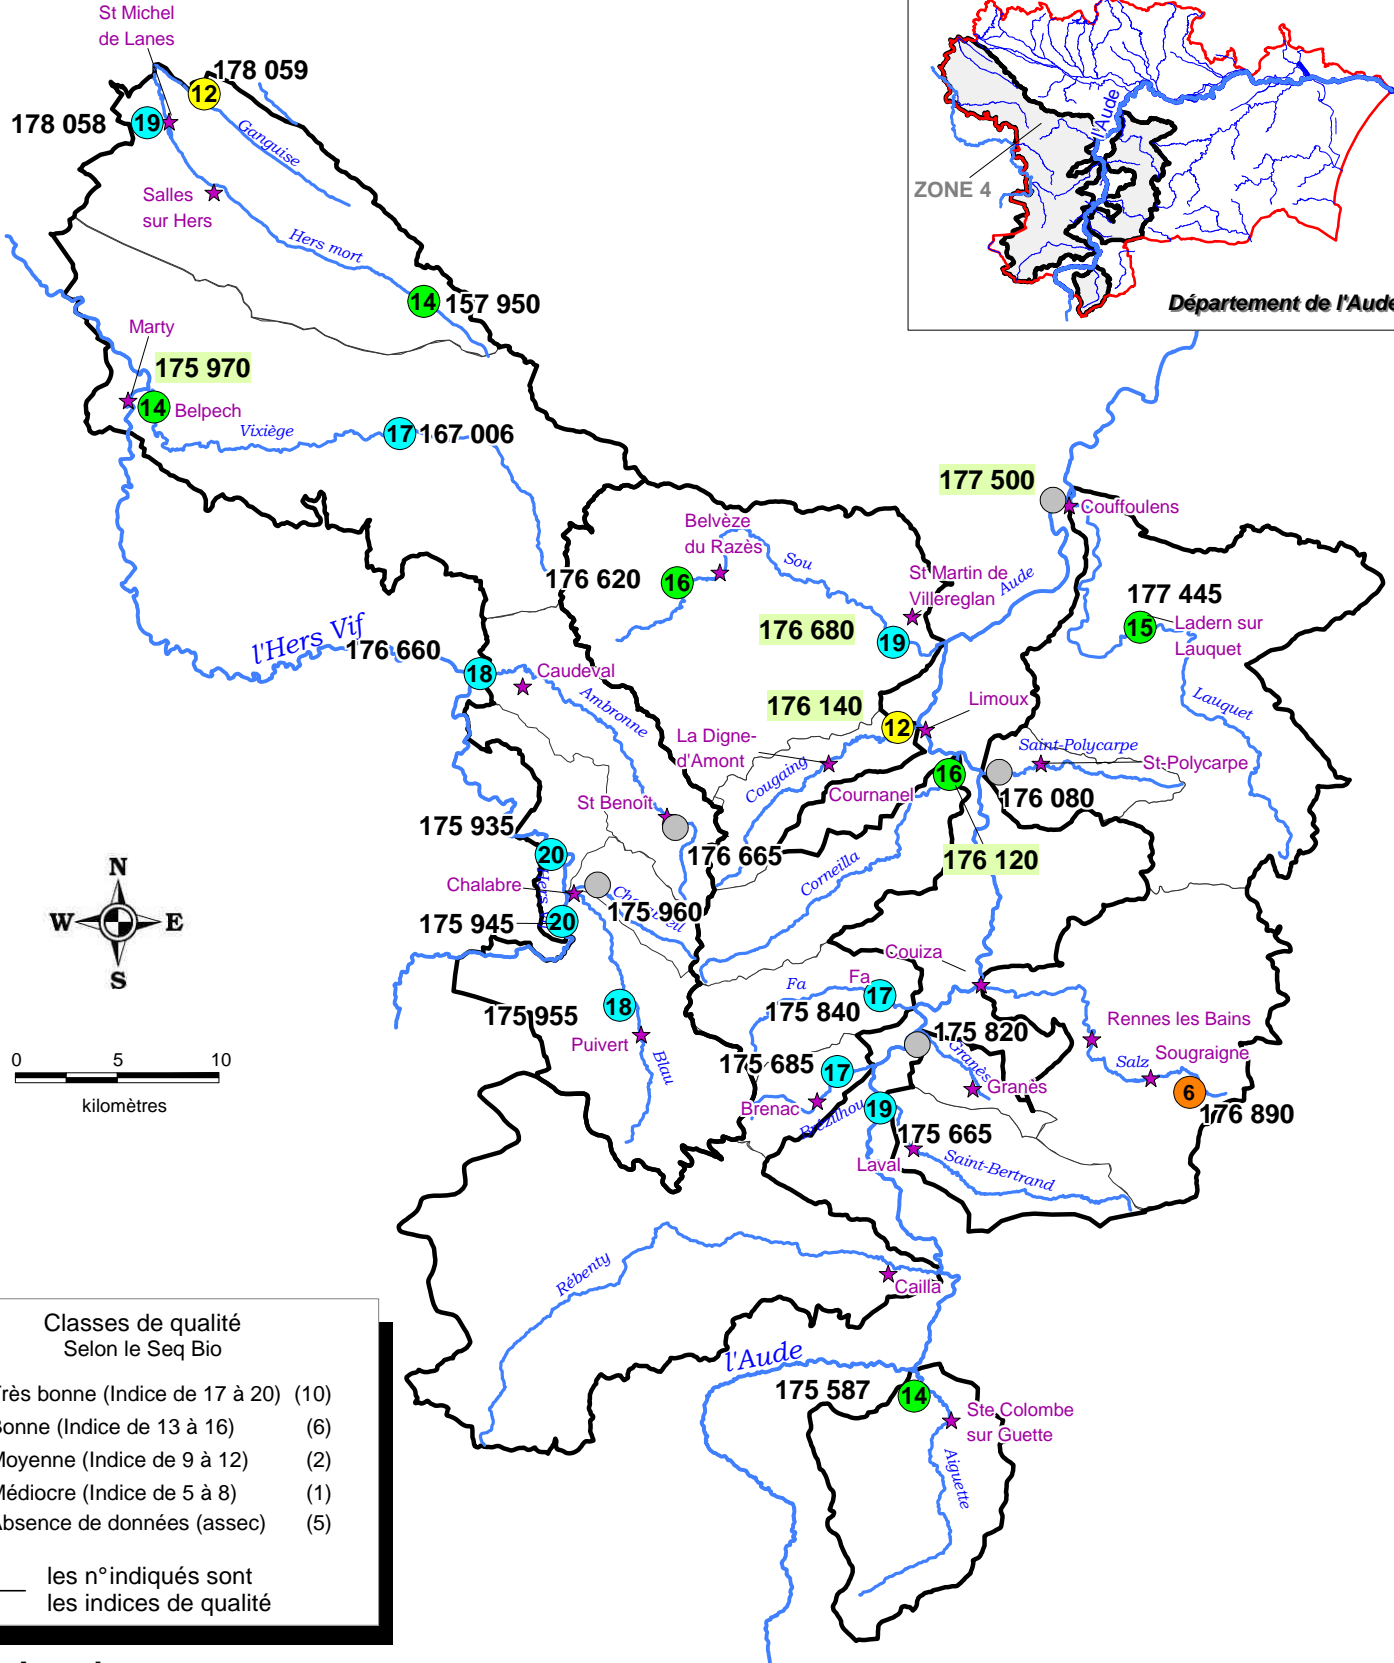 St Michel
de Lanes
178 059
12
178 058
19
Ganguise
Salles
sur Hers
Hers mort
14
157 950
Marty
175 970
14
Belpech
Vixiège
17
167 006
l'Aude
ZONE 4
Département de l'Aude
177 500
Couffoulens
Belvèze
du Razès
Sou
176 620
16
St Martin de
Villereglan
Aude
177 445
15
Ladern sur
Lauquet
176 680
19
l'Hers Vif
176 660
18
Caudeval
Ambronne
Lauquet
176 140
12
Limoux
La Digne-
d'Amont
Cougaing
Saint-Polycarpe
St-Polycarpe
16
Cournanel
176 080
St Benoît
175 935
176 665
20
Corneilla
176 120
Chalabre
175 960
175 945
20
Couiza
Fa
Fa
17
175 840
175 955
18
Puivert
Blau
175 820
Granès
Granès
Rennes les Bains
Salz
Sougraigne
6
176 890
175 685
17
Brenac
Brézilhou
19
175 665
Laval
Saint-Bertrand
N
W
E
S
0
5
10
kilomètres
Rébenty
Cailla
l'Aude
175 587
14
Ste Colombe
sur Guette
Aiguette
Classes de qualité
Selon le Seq Bio
rès bonne (Indice de 17 à 20) (10)
onne (Indice de 13 à 16) (6)
oyenne (Indice de 9 à 12) (2)
édiocre (Indice de 5 à 8) (1)
bsence de données (assec) (5)
les n°indiqués sont
les indices de qualité